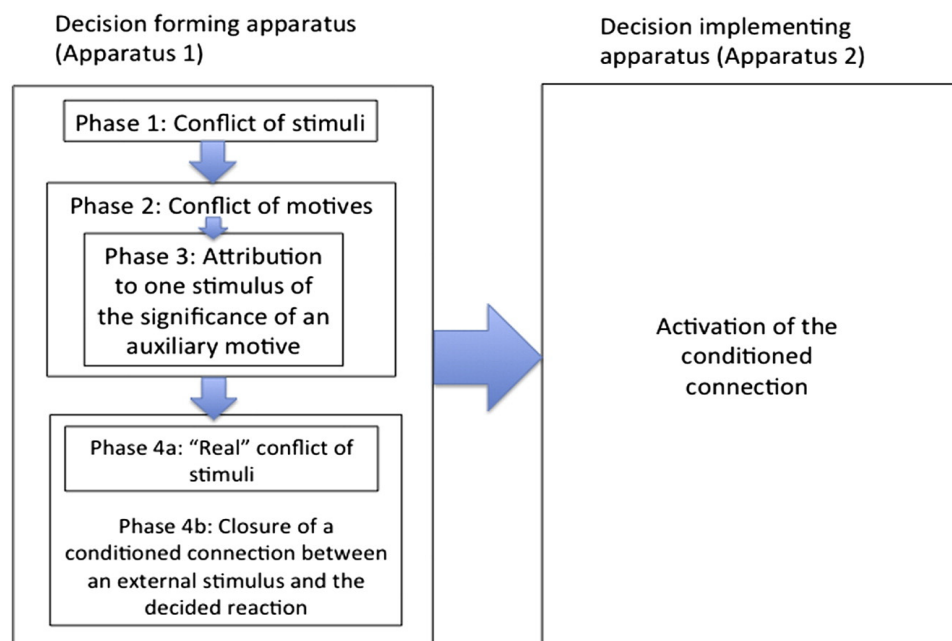 Decision forming apparatus
(Apparatus 1)
Phase 1: Conflict of stimuli
Phase 2: Conflict of motives
Phase 3: Attribution
to one stimulus of
the significance of an
auxiliary motive
Phase 4a: “Real” conflict of
stimuli
Phase 4b: Closure of a
conditioned connection between
an external stimulus and the
decided reaction
Decision implementing
apparatus (Apparatus 2)
Activation of the
conditioned
connection